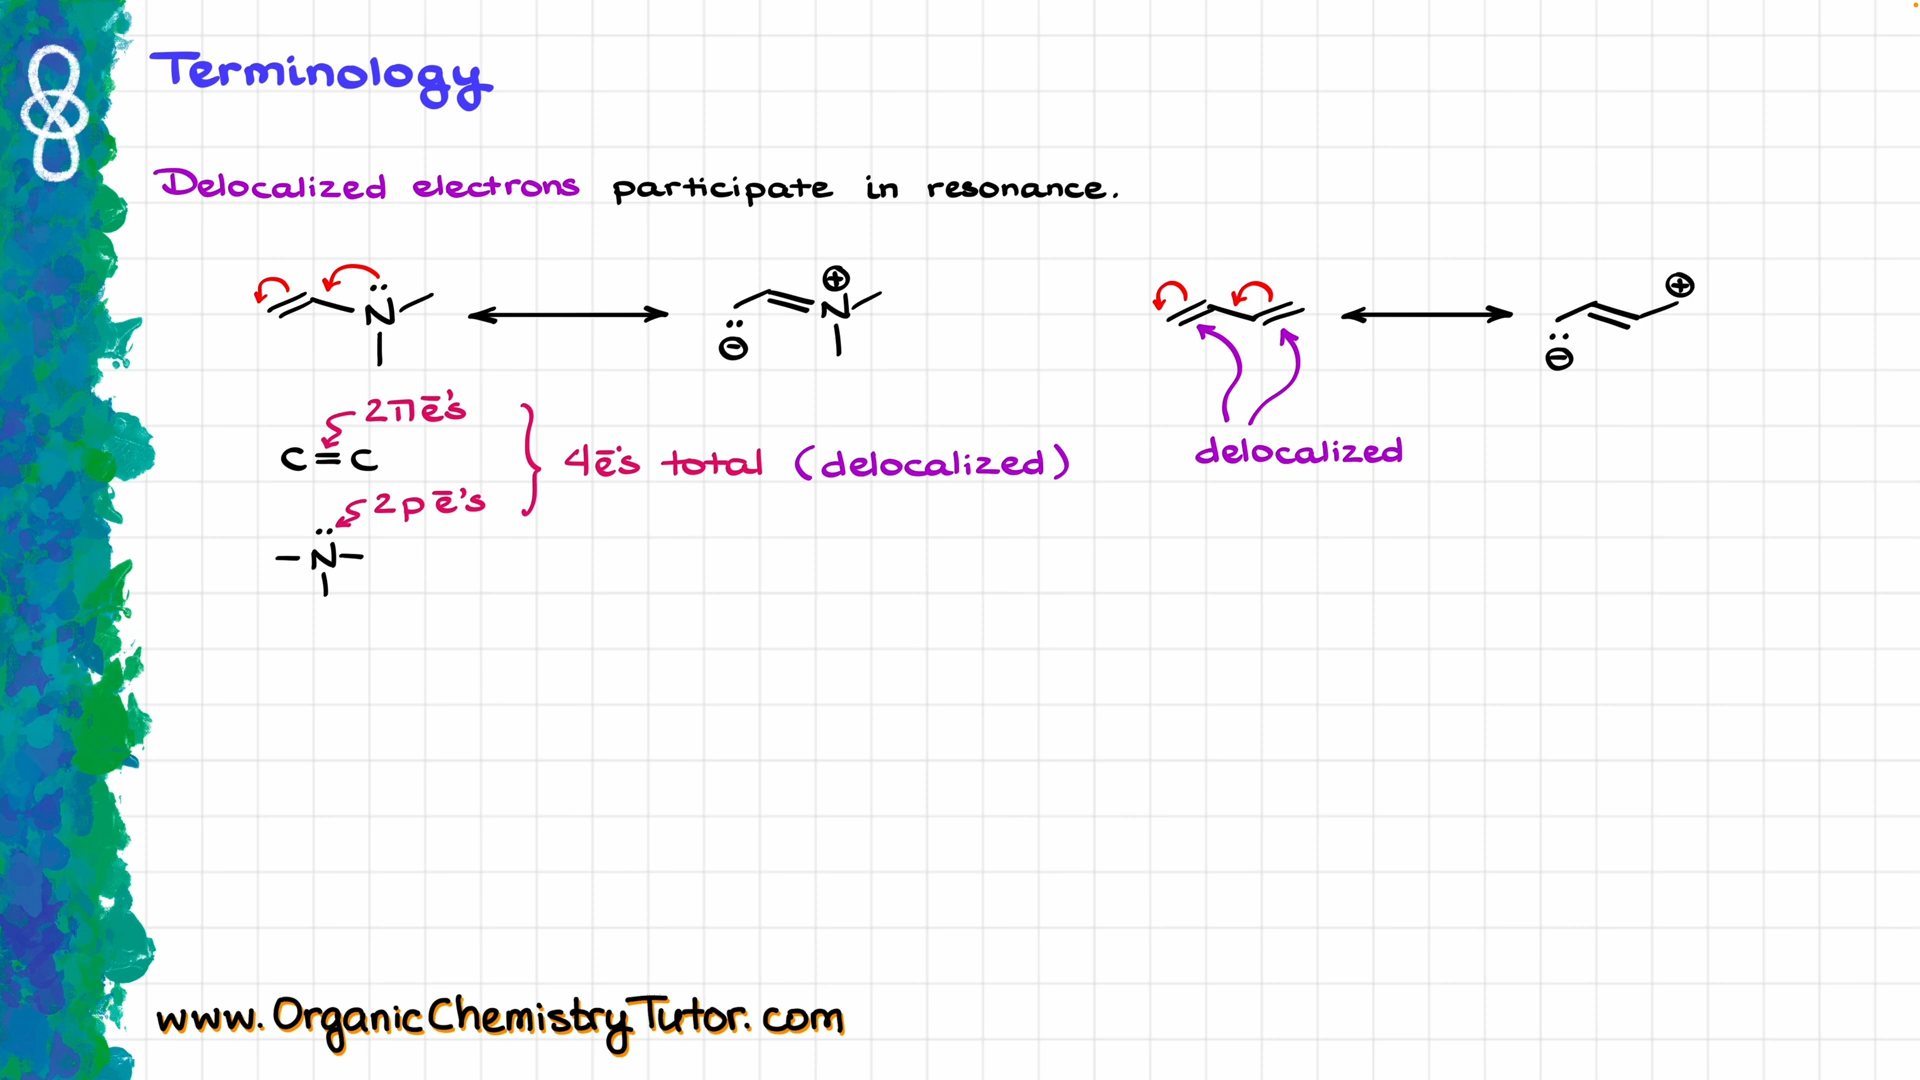 Terminology
Delocalized electrons participate in resonance.
N
N
2πē's
C=C
4ē's total (delocalized)
delocalized
2pē's
N
www.OrganicChemistryTutor.com